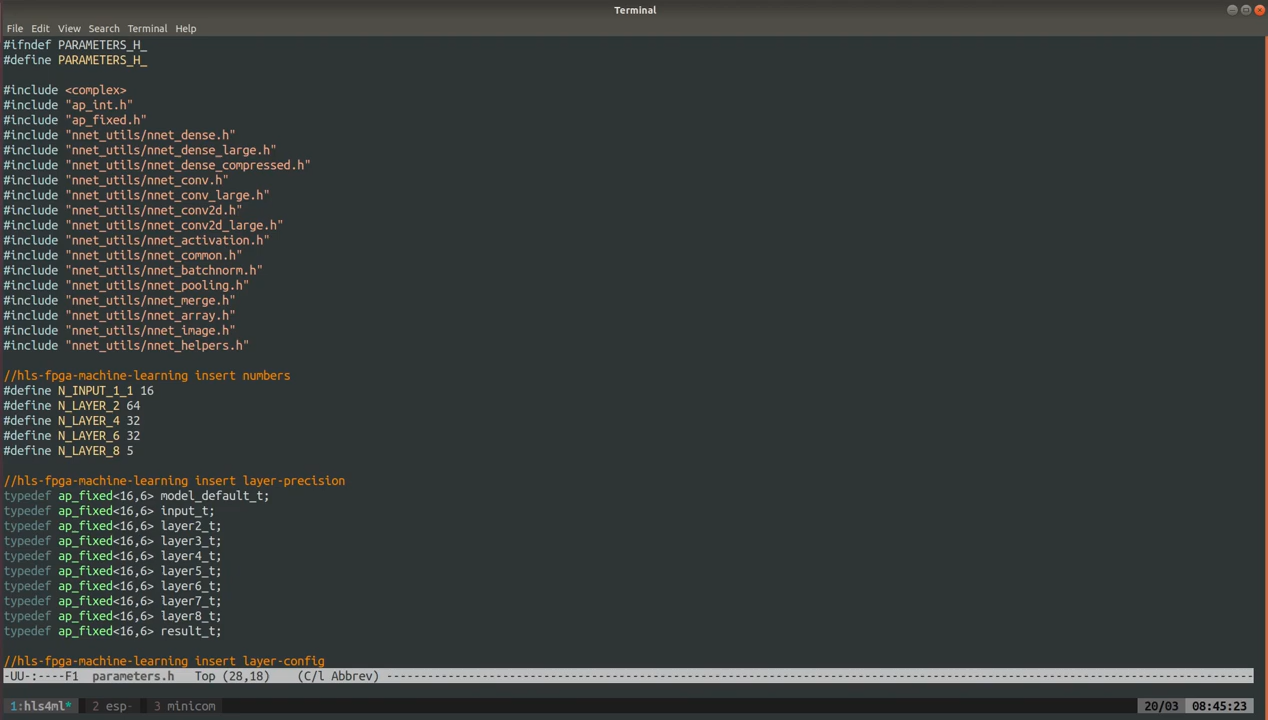 Terminal
File Edit View Search Terminal Help
#ifndef PARAMETERS_H_
#define PARAMETERS_H_
#include <complex>
#include "ap_int.h"
#include "ap_fixed.h"
#include "nnet_utils/nnet_dense.h"
#include "nnet_utils/nnet_dense_large.h"
#include "nnet_utils/nnet_dense_compressed.h"
#include "nnet_utils/nnet_conv.h"
#include "nnet_utils/nnet_conv_large.h"
#include "nnet_utils/nnet_conv2d.h"
#include "nnet_utils/nnet_conv2d_large.h"
#include "nnet_utils/nnet_activation.h"
#include "nnet_utils/nnet_common.h"
#include "nnet_utils/nnet_batchnorm.h"
#include "nnet_utils/nnet_pooling.h"
#include "nnet_utils/nnet_merge.h"
#include "nnet_utils/nnet_array.h"
#include "nnet_utils/nnet_image.h"
#include "nnet_utils/nnet_helpers.h"
//hls-fpga-machine-learning insert numbers
#define N_INPUT_1_1 16
#define N_LAYER_2 64
#define N_LAYER_4 32
#define N_LAYER_6 32
#define N_LAYER_8 5
//hls-fpga-machine-learning insert layer-precision
typedef ap_fixed<16,6> model_default_t;
typedef ap_fixed<16,6> input_t;
typedef ap_fixed<16,6> layer2_t;
typedef ap_fixed<16,6> layer3_t;
typedef ap_fixed<16,6> layer4_t;
typedef ap_fixed<16,6> layer5_t;
typedef ap_fixed<16,6> layer6_t;
typedef ap_fixed<16,6> layer7_t;
typedef ap_fixed<16,6> layer8_t;
typedef ap_fixed<16,6> result_t;
//hls-fpga-machine-learning insert layer-config
-UU-:----F1 parameters.h Top (28,18) (C/l Abbrev) --------------------------------------------------------------------------------------------------------------------------------
1:hls4ml* 2 esp- 3 minicom 20/03 08:45:23